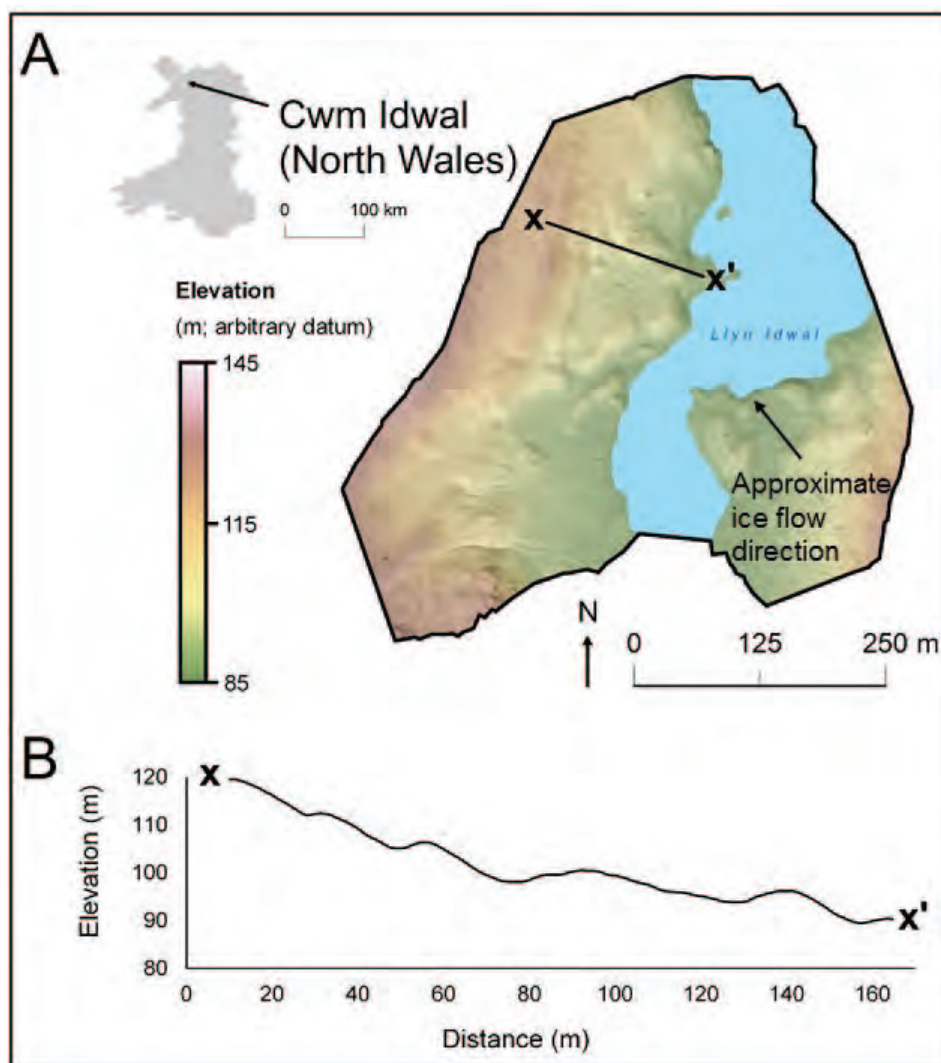 A
Cwm Idwal
(North Wales)
0 100 km
Elevation
(m; arbitrary datum)
145
115
85
X
X'
Llyn Idwal
Approximate
ice flow
direction
N
0 125 250 m
B
X
X'
Elevation (m)
120
110
100
90
80
0 20 40 60 80 100 120 140 160
Distance (m)